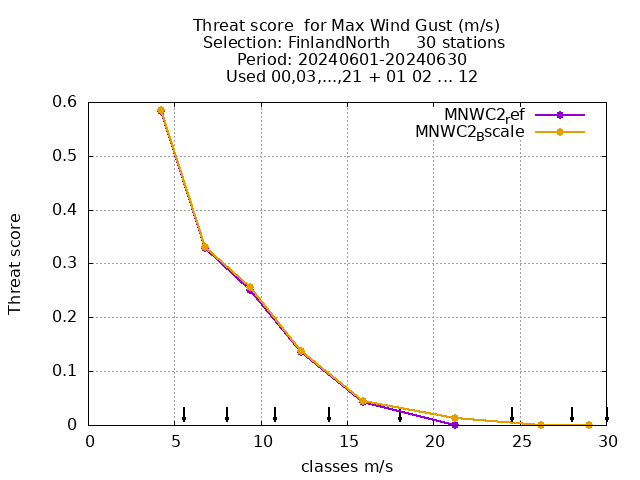 Threat score  for Max Wind Gust (m/s)
Selection: FinlandNorth     30 stations
Period: 20240601-20240630
Used 00,03,...,21 + 01 02 ... 12
MNWC2_ref
MNWC2_Bscale
0.6
0.5
0.4
0.3
0.2
0.1
0
Threat score
0 5 10 15 20 25 30
classes m/s